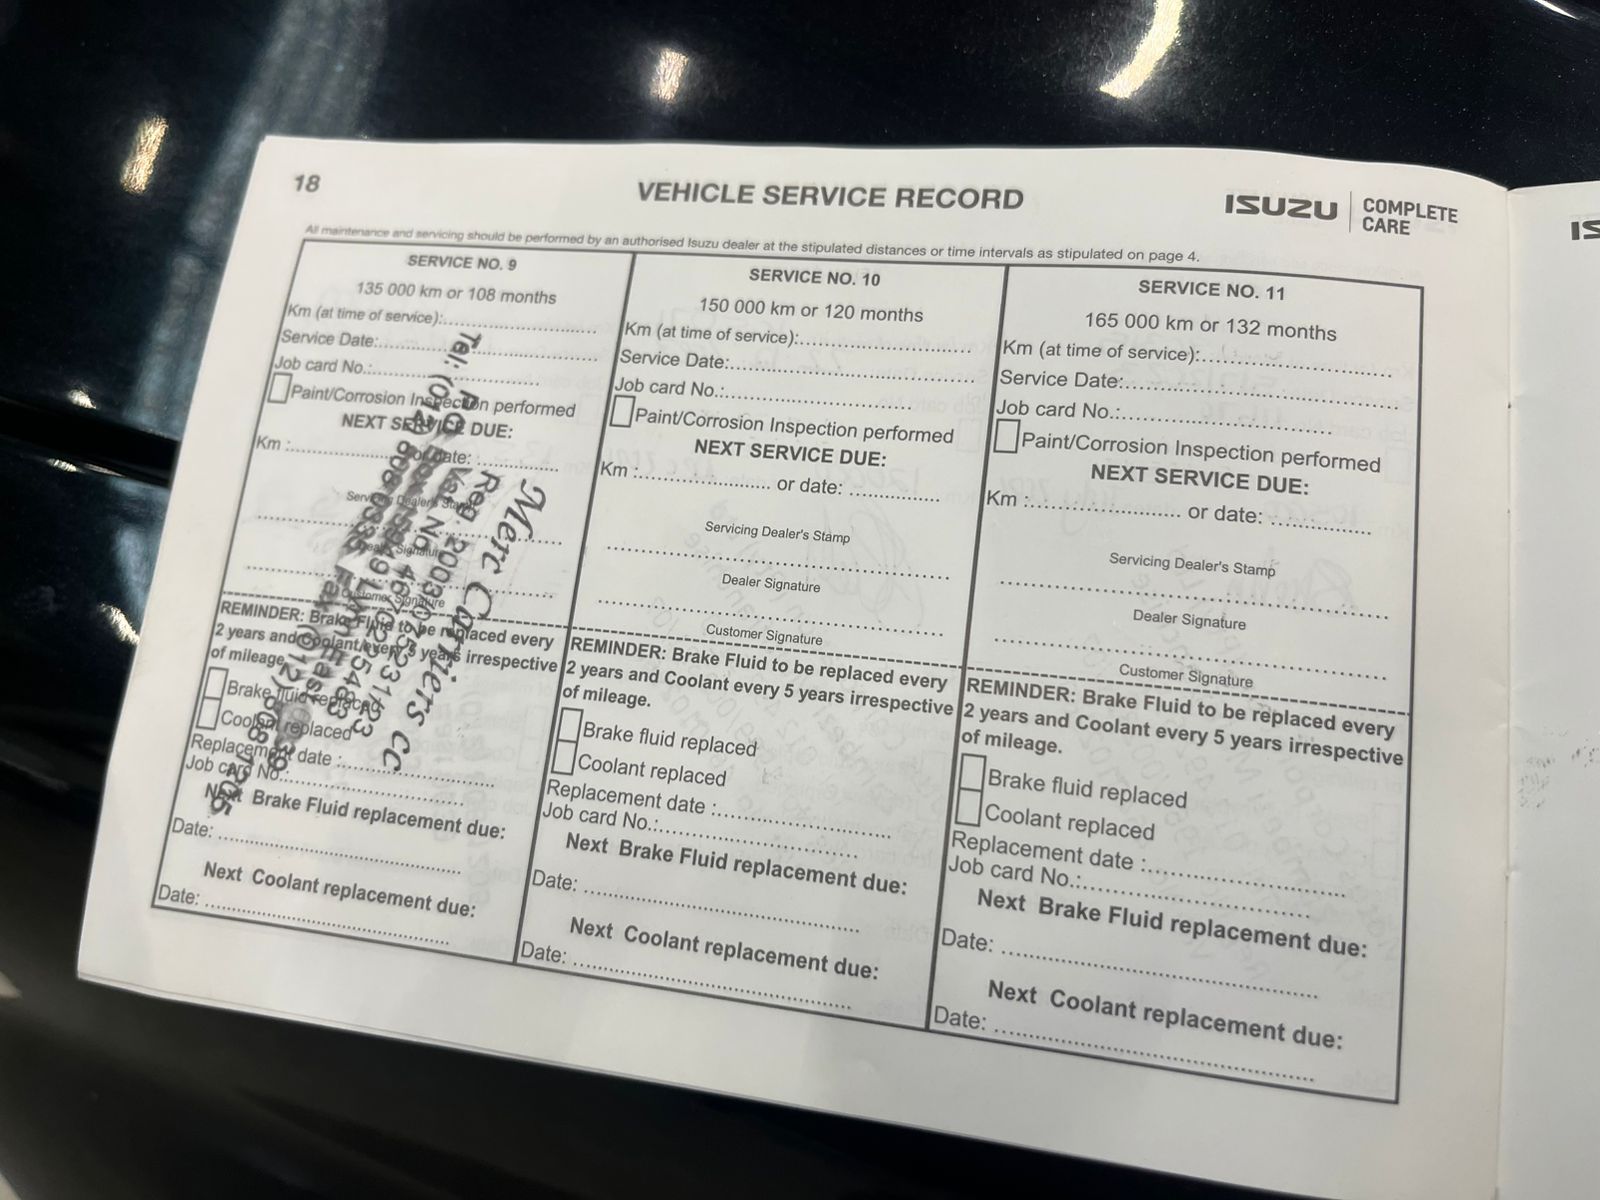 18
VEHICLE SERVICE RECORD
ISUZU
COMPLETE
CARE
All maintenance and servicing should be performed by an authorised Isuzu dealer at the stipulated distances or time intervals as stipulated on page 4.
SERVICE NO. 9
135 000 km or 108 months
Km (at time of service):
Service Date:
Job card No.:
Paint/Corrosion Inspection performed
NEXT SERVICE DUE:
Km : or date:
Servicing Dealer's Stamp
Dealer Signature
Customer Signature
REMINDER: Brake Fluid to be replaced every
2 years and Coolant every 5 years irrespective
of mileage.
Brake fluid replaced
Coolant replaced
Replacement date :
Job card No.:
Next Brake Fluid replacement due:
Date:
Next Coolant replacement due:
Date:
Merc Carriers cc
Reg. 2003/075231/23
Vat No.
Tel: (012) 808
Fax: (012) 808 1205
SERVICE NO. 10
150 000 km or 120 months
Km (at time of service):
Service Date:
Job card No.:
Paint/Corrosion Inspection performed
NEXT SERVICE DUE:
Km : or date:
Servicing Dealer's Stamp
Dealer Signature
Customer Signature
REMINDER: Brake Fluid to be replaced every
2 years and Coolant every 5 years irrespective
of mileage.
Brake fluid replaced
Coolant replaced
Replacement date :
Job card No.:
Next Brake Fluid replacement due:
Date:
Next Coolant replacement due:
Date:
SERVICE NO. 11
165 000 km or 132 months
Km (at time of service):
Service Date:
Job card No.:
Paint/Corrosion Inspection performed
NEXT SERVICE DUE:
Km : or date:
Servicing Dealer's Stamp
Dealer Signature
Customer Signature
REMINDER: Brake Fluid to be replaced every
2 years and Coolant every 5 years irrespective
of mileage.
Brake fluid replaced
Coolant replaced
Replacement date :
Job card No.:
Next Brake Fluid replacement due:
Date:
Next Coolant replacement due:
Date: